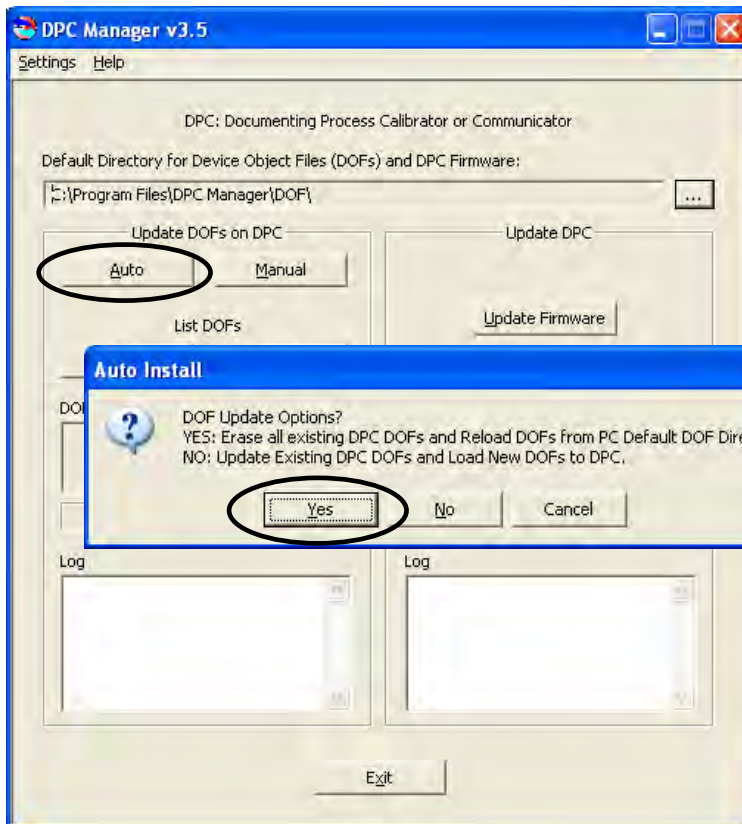 DPC Manager v3.5
Settings Help
DPC: Documenting Process Calibrator or Communicator
Default Directory for Device Object Files (DOFs) and DPC Firmware:
C:\Program Files\DPC Manager\DOF\
...
Update DOFs on DPC
Update DPC
Auto
Manual
List DOFs
Update Firmware
Auto Install
DOF Update Options?
YES: Erase all existing DPC DOFs and Reload DOFs from PC Default DOF Dire
NO: Update Existing DPC DOFs and Load New DOFs to DPC.
Yes
No
Cancel
Log
Log
Exit